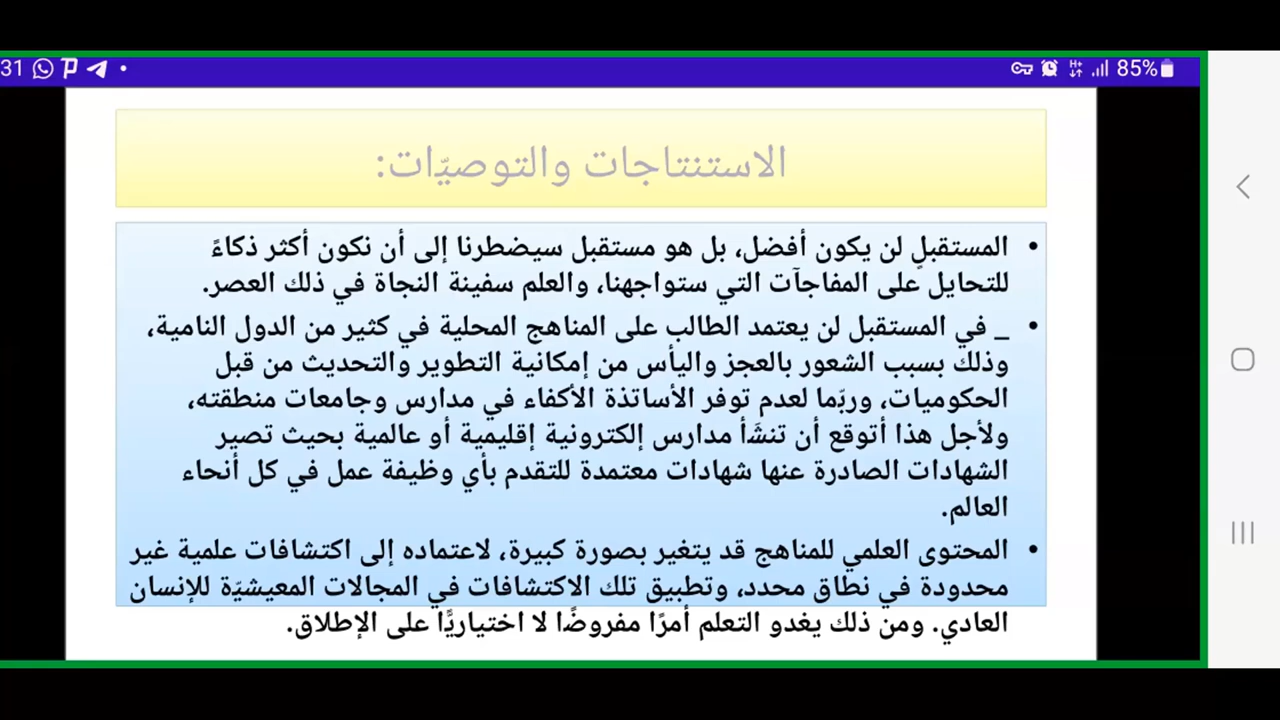 31
85%
الاستنتاجات والتوصيّات:
• المستقبل لن يكون أفضل، بل هو مستقبل سيضطرنا إلى أن نكون أكثر ذكاءً
للتحايل على المفاجآت التي ستواجهنا، والعلم سفينة النجاة في ذلك العصر.
• _ في المستقبل لن يعتمد الطالب على المناهج المحلية في كثير من الدول النامية،
وذلك بسبب الشعور بالعجز واليأس من إمكانية التطوير والتحديث من قبل
الحكوميات، وربّما لعدم توفر الأساتذة الأكفاء في مدارس وجامعات منطقته،
ولأجل هذا أتوقع أن تنشَأ مدارس إلكترونية إقليمية أو عالمية بحيث تصير
الشهادات الصادرة عنها شهادات معتمدة للتقدم بأي وظيفة عمل في كل أنحاء
العالم.
• المحتوى العلمي للمناهج قد يتغير بصورة كبيرة، لاعتماده إلى اكتشافات علمية غير
محدودة في نطاق محدد، وتطبيق تلك الاكتشافات في المجالات المعيشيّة للإنسان
العادي. ومن ذلك يغدو التعلم أمرًا مفروضًا لا اختياريًّا على الإطلاق.